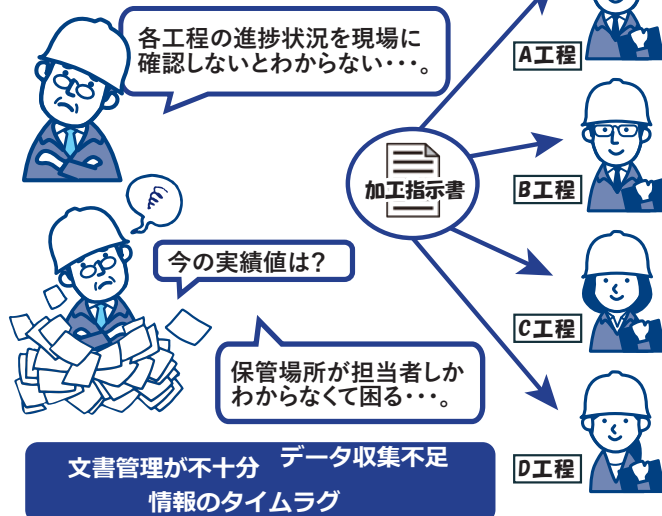 各工程の進捗状況を現場に
確認しないとわからない・・・。
A工程
加工指示書
B工程
今の実績値は?
C工程
保管場所が担当者しか
わからなくて困る・・・。
D工程
文書管理が不十分
データ収集不足
情報のタイムラグ